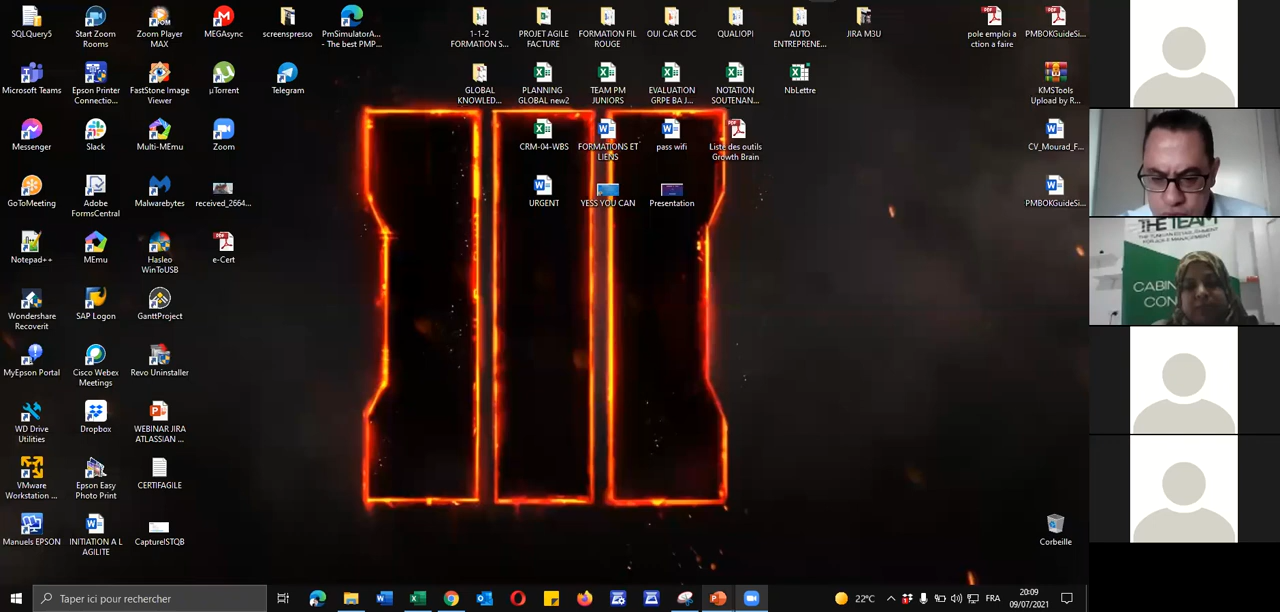 SQLQuery5
Start Zoom
Rooms
Zoom Player
MAX
MEGAsync
screenspresso
PmSimulatorA...
- The best PMP...
1-1-2
FORMATION S...
PROJET AGILE
FACTURE
FORMATION FIL
ROUGE
OUI CAR CDC
QUALIOPI
AUTO
ENTREPRENE...
JIRA M3U
pole emploi a
ction a faire
PMBOKGuideSi...
Microsoft Teams
Epson Printer
Connectio...
FastStone Image
Viewer
µTorrent
Telegram
GLOBAL
KNOWLED...
PLANNING
GLOBAL new2
TEAM PM
JUNIORS
EVALUATION
GRPE BA J...
NOTATION
SOUTENAN...
NbLettre
KMSTools
Upload by R...
Messenger
Slack
Multi-MEmu
Zoom
CRM-04-WBS
FORMATIONS ET
LIENS
pass wifi
Liste des outils
Growth Brain
CV_Mourad_F...
GoToMeeting
Adobe
FormsCentral
Malwarebytes
received_2664...
URGENT
YESS YOU CAN
Presentation
PMBOKGuideSi...
Notepad++
MEmu
Hasleo
WinToUSB
e-Cert
Wondershare
Recoverit
SAP Logon
GanttProject
MyEpson Portal
Cisco Webex
Meetings
Revo Uninstaller
WD Drive
Utilities
Dropbox
WEBINAR JIRA
ATLASSIAN ...
VMware
Workstation ...
Epson Easy
Photo Print
CERTIFAGILE
Manuels EPSON
INITIATION A L
AGILITE
CaptureISTQB
Corbeille
THE TEAM
CABIN
CON
Taper ici pour rechercher
22°C
FRA
20:09
09/07/2021